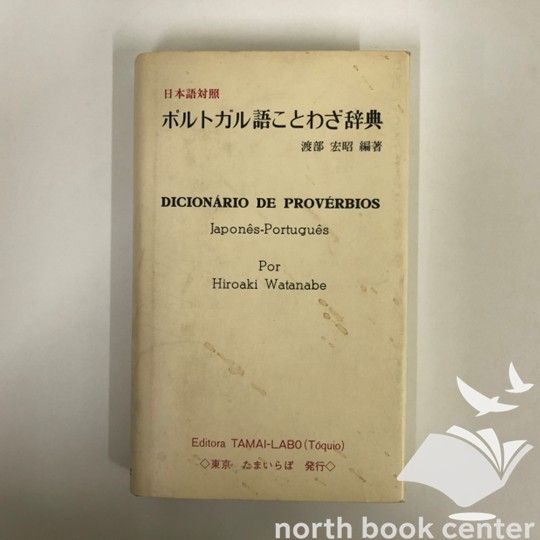 日本語対照
ポルトガル語ことわざ辞典
渡部 宏昭 編著
DICIONÁRIO DE PROVÉRBIOS
Japonês-Português
Por
Hiroaki Watanabe
Editora TAMAI-LABO (Tóquio)
◇東京 たまいらぼ 発行◇
north book center